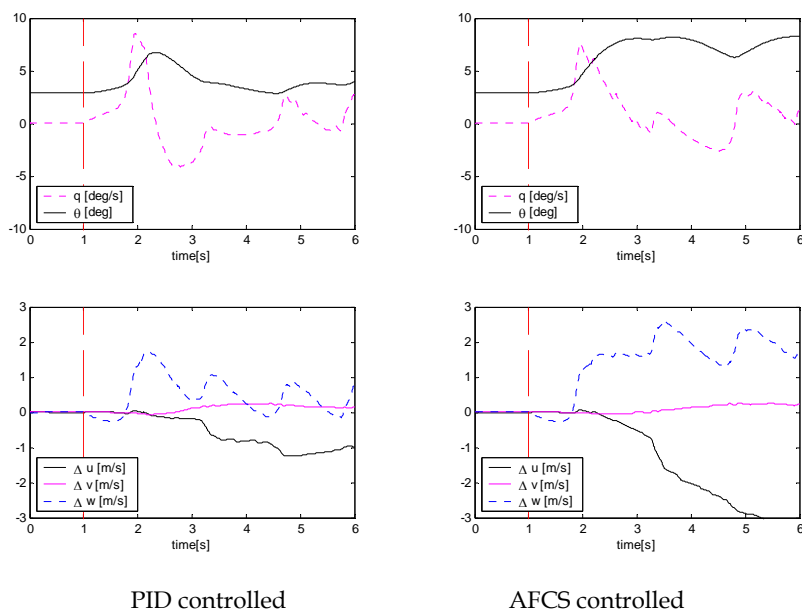 10
5
0
-5
-10
q [deg/s]
θ [deg]
0 1 2 3 4 5 6
time[s]
10
5
0
-5
-10
q [deg/s]
θ [deg]
0 1 2 3 4 5 6
time[s]
3
2
1
0
-1
-2
-3
Δ u [m/s]
Δ v [m/s]
Δ w [m/s]
0 1 2 3 4 5 6
time[s]
3
2
1
0
-1
-2
-3
Δ u [m/s]
Δ v [m/s]
Δ w [m/s]
0 1 2 3 4 5 6
time[s]
PID controlled
AFCS controlled